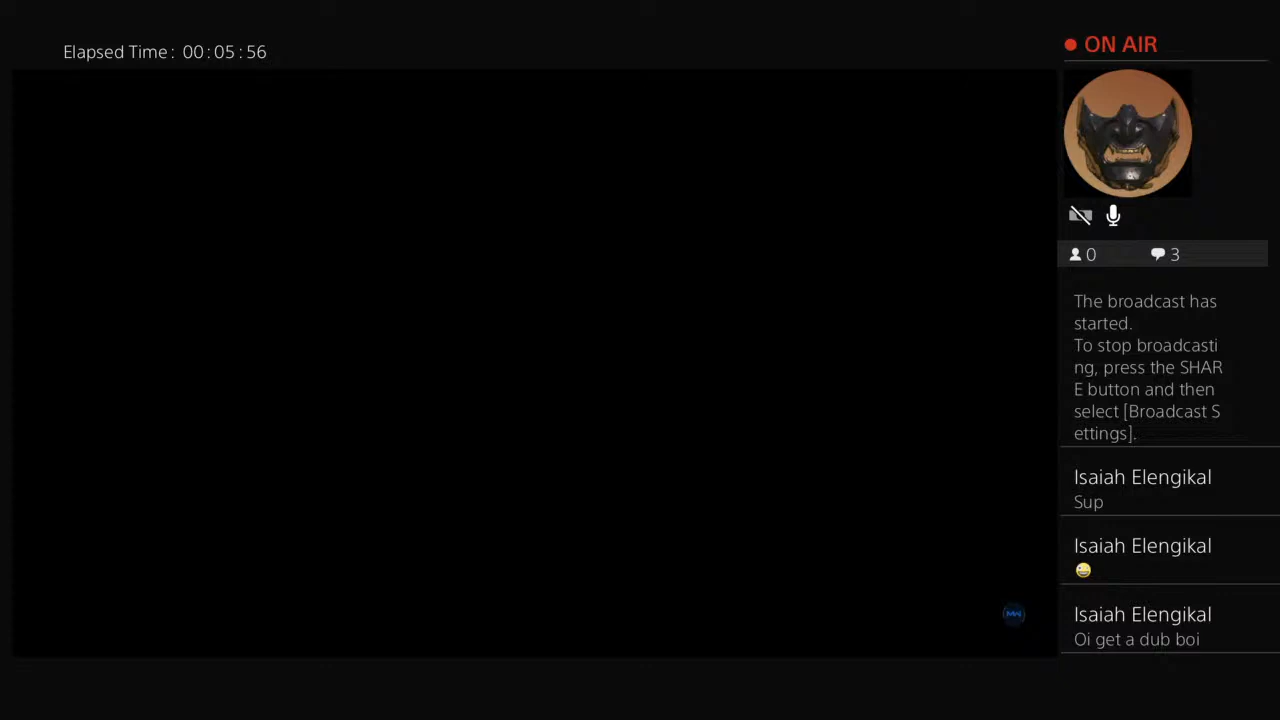 Elapsed Time: 00:05:56
ON AIR
0 3
The broadcast has
started.
To stop broadcasti
ng, press the SHAR
E button and then
select [Broadcast S
ettings].
Isaiah Elengikal
Sup
Isaiah Elengikal
😜
Isaiah Elengikal
Oi get a dub boi
MW